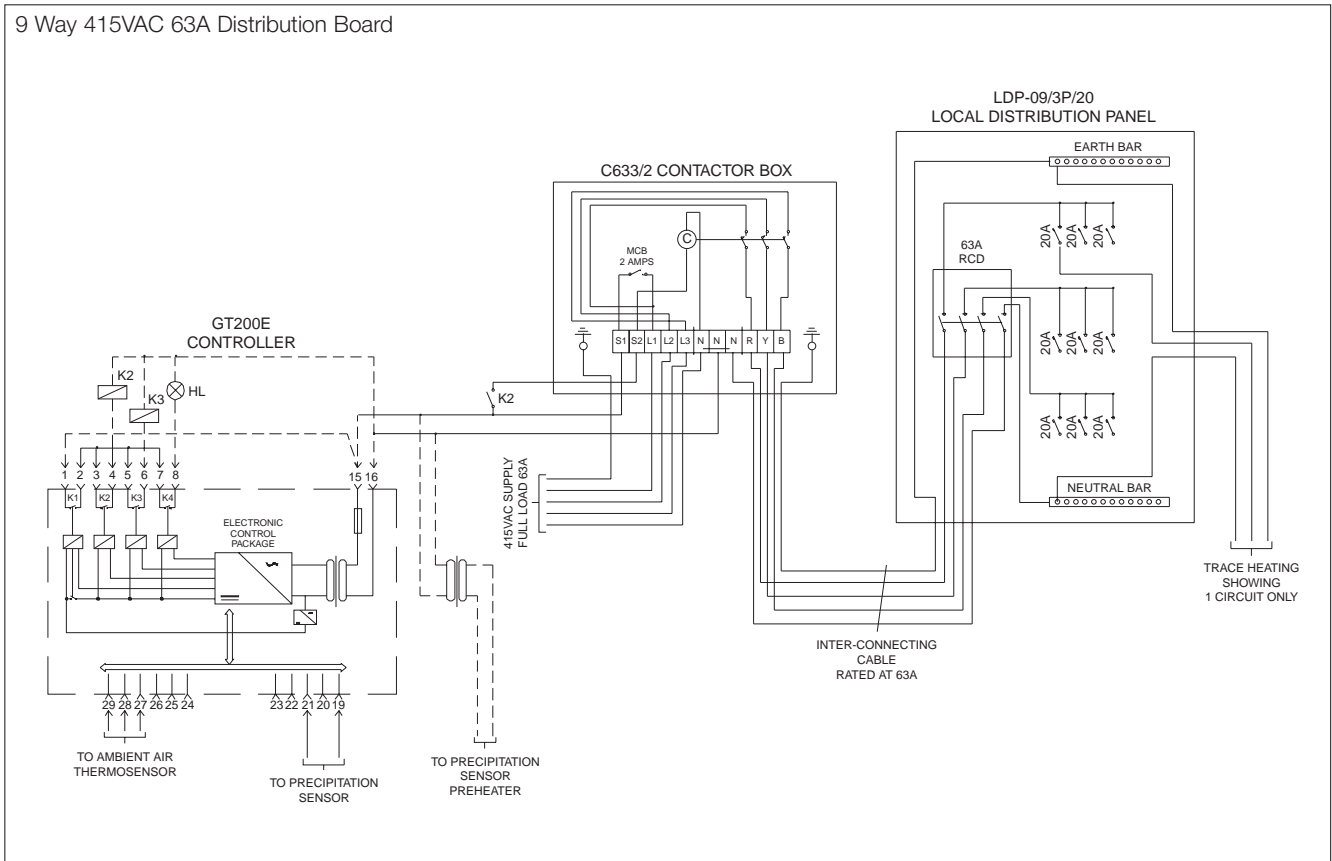 9 Way 415VAC 63A Distribution Board
LDP-09/3P/20
LOCAL DISTRIBUTION PANEL
EARTH BAR
C633/2 CONTACTOR BOX
20A 20A 20A
C
MCB
2 AMPS
63A
RCD
GT200E
CONTROLLER
S1 S2 L1 L2 L3 N N N R Y B
20A 20A 20A
K2
K3
HL
K2
20A 20A 20A
1 2 3 4 5 6 7 8
15 16
NEUTRAL BAR
K1 K2 K3 K4
415VAC SUPPLY
FULL LOAD 63A
ELECTRONIC
CONTROL
PACKAGE
TRACE HEATING
SHOWING
1 CIRCUIT ONLY
INTER-CONNECTING
CABLE
RATED AT 63A
29 28 27 26 25 24
23 22 21 20 19
TO AMBIENT AIR
THERMOSENSOR
TO PRECIPITATION
SENSOR
TO PRECIPITATION
SENSOR
PREHEATER